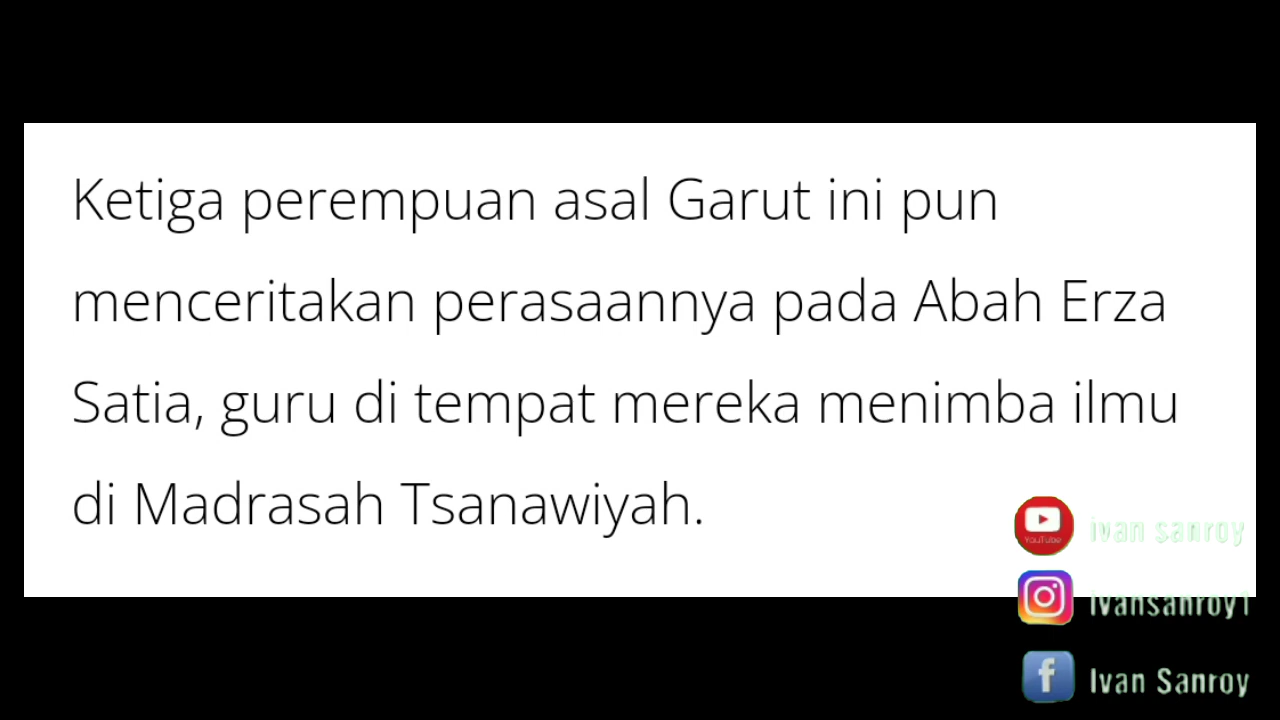 Ketiga perempuan asal Garut ini pun
menceritakan perasaannya pada Abah Erza
Satia, guru di tempat mereka menimba ilmu
di Madrasah Tsanawiyah.
YouTube
ivan sanroy
ivansanroy1
Ivan Sanroy